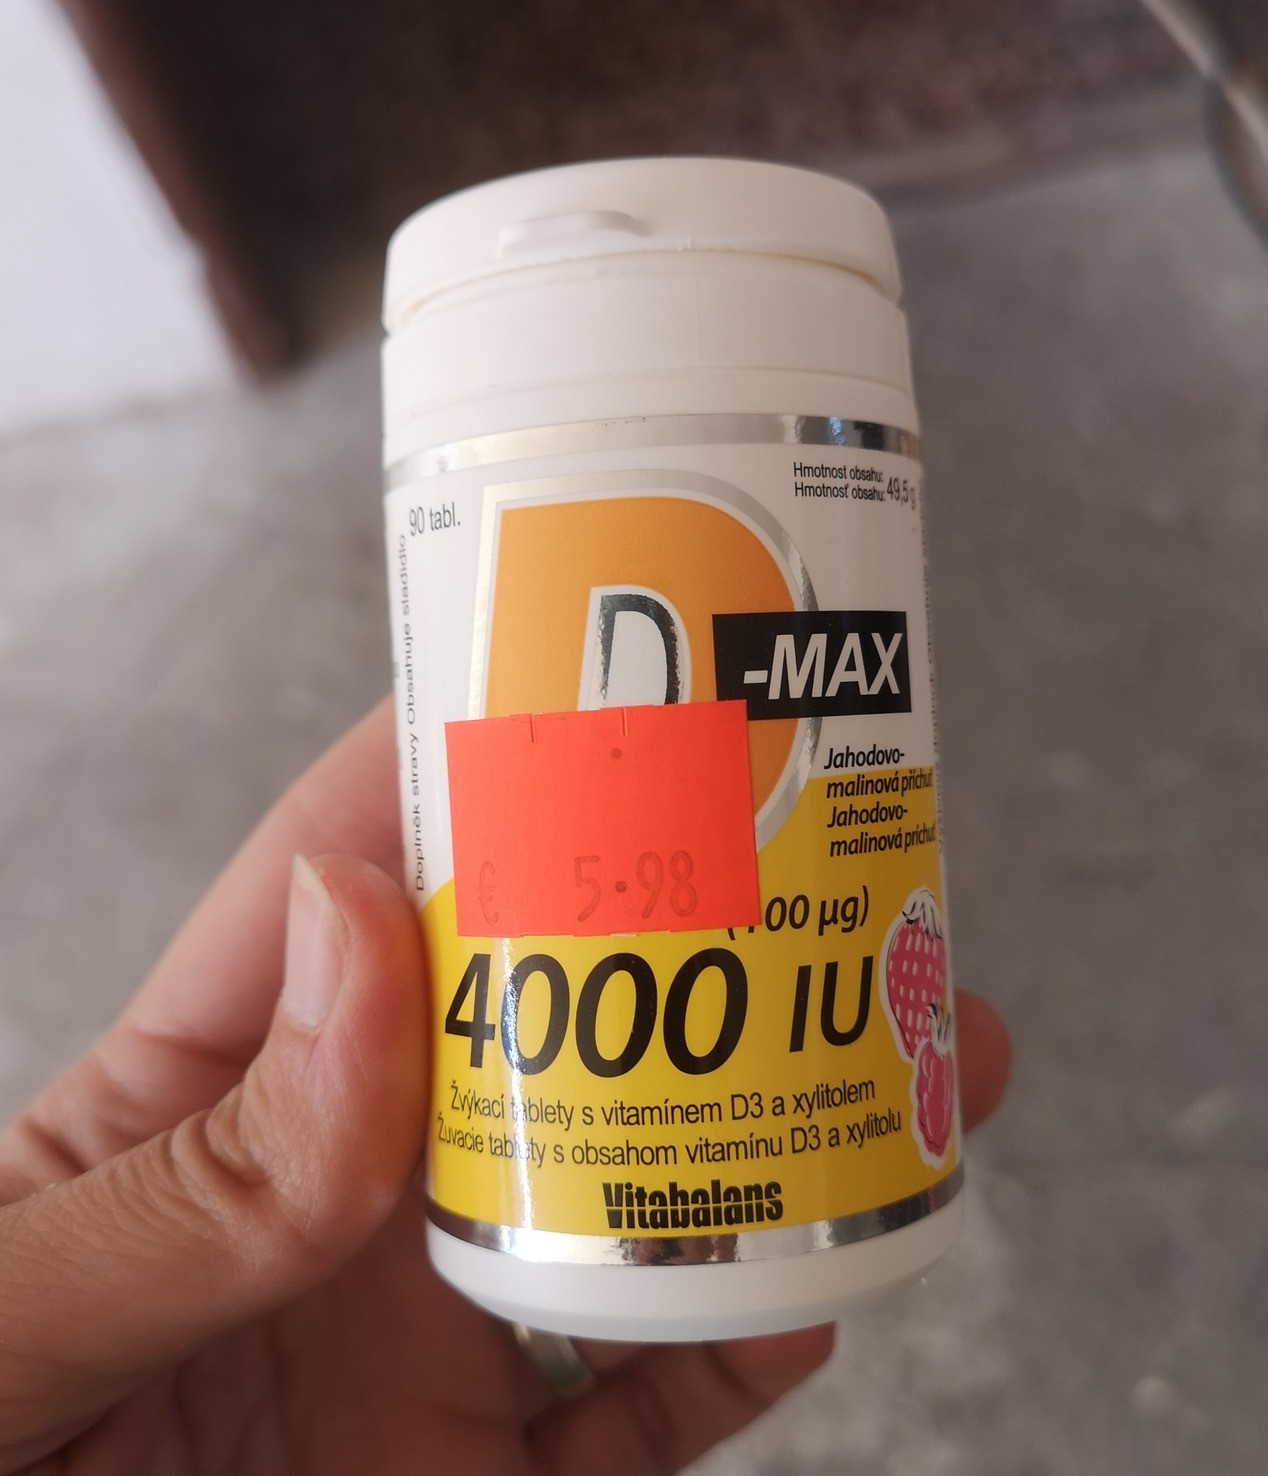 Hmotnost obsahu:
Hmotnosť obsahu: 49,5 g
90 tabl.
Doplněk stravy Obsahuje sladidlo
D-MAX
Jahodovo-
malinová příchuť
Jahodovo-
malinová príchuť
€ 5.98
00 µg)
4000 IU
Žvýkací tablety s vitamínem D3 a xylitolem
Žuvacie tablety s obsahom vitamínu D3 a xylitolu
Vitabalans